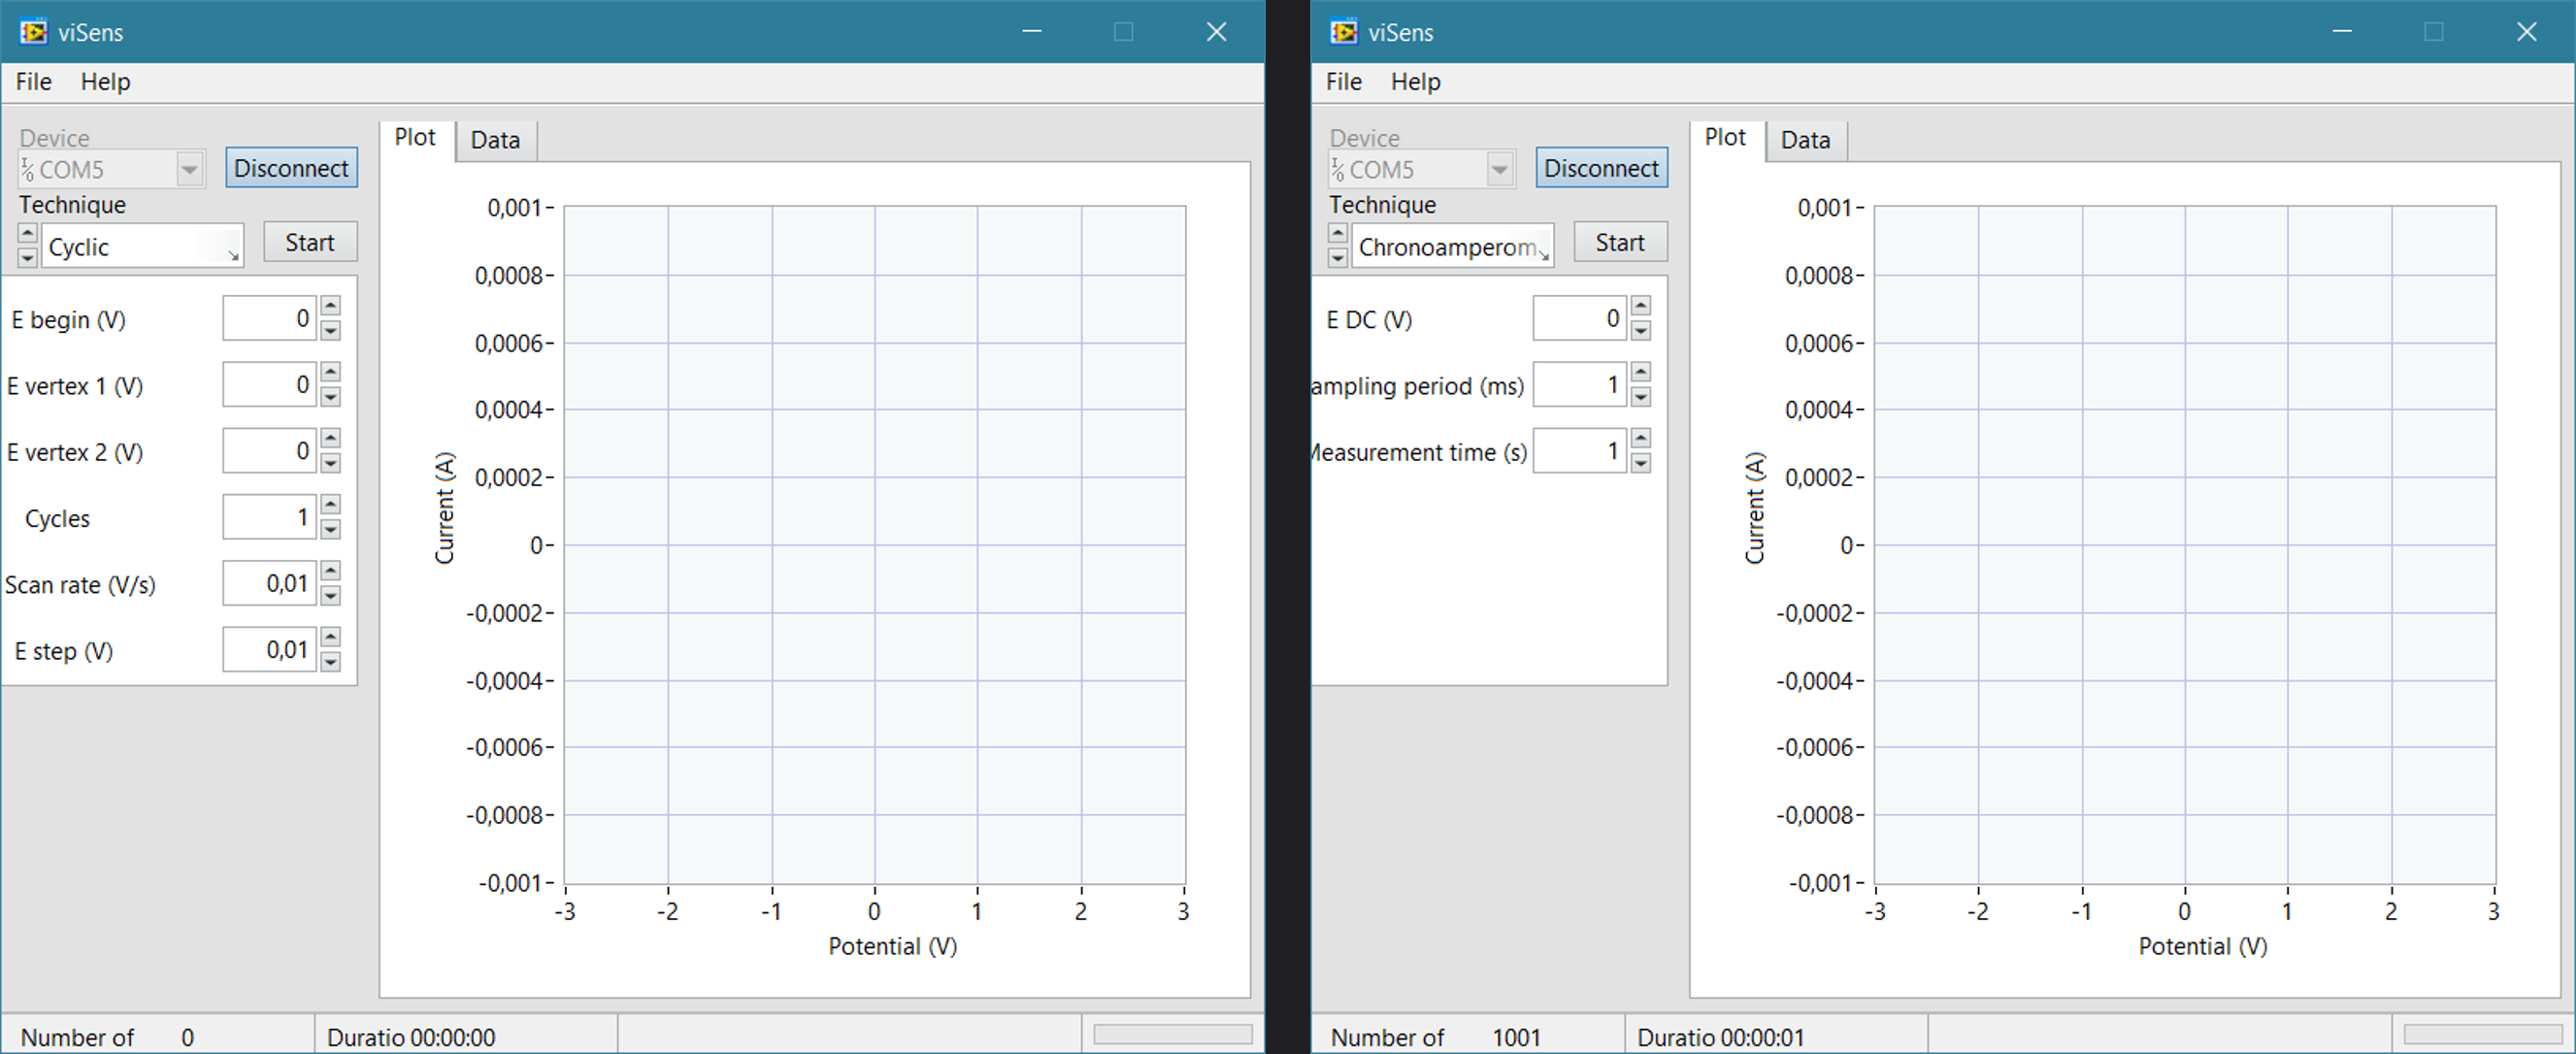 viSens
File Help
Device
COM5 Disconnect
Technique
Cyclic Start
E begin (V) 0
E vertex 1 (V) 0
E vertex 2 (V) 0
Cycles 1
Scan rate (V/s) 0,01
E step (V) 0,01
Plot Data
Current (A)
0,001
0,0008
0,0006
0,0004
0,0002
0
-0,0002
-0,0004
-0,0006
-0,0008
-0,001
-3 -2 -1 0 1 2 3
Potential (V)
Number of 0 Duratio 00:00:00
viSens
File Help
Device
COM5 Disconnect
Technique
Chronoamperom Start
E DC (V) 0
ampling period (ms) 1
Measurement time (s) 1
Plot Data
Current (A)
0,001
0,0008
0,0006
0,0004
0,0002
0
-0,0002
-0,0004
-0,0006
-0,0008
-0,001
-3 -2 -1 0 1 2 3
Potential (V)
Number of 1001 Duratio 00:00:01